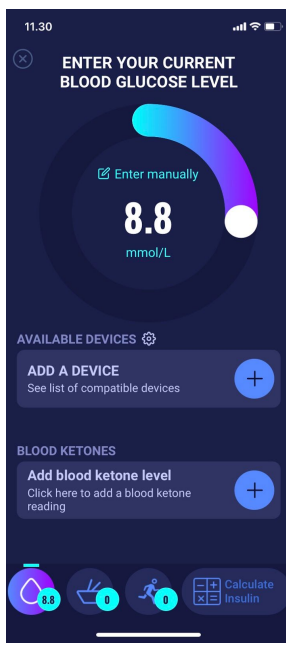 11.30
ENTER YOUR CURRENT
BLOOD GLUCOSE LEVEL
Enter manually
8.8
mmol/L
AVAILABLE DEVICES
ADD A DEVICE
See list of compatible devices
BLOOD KETONES
Add blood ketone level
Click here to add a blood ketone
reading
8.8
0
0
Calculate
Insulin